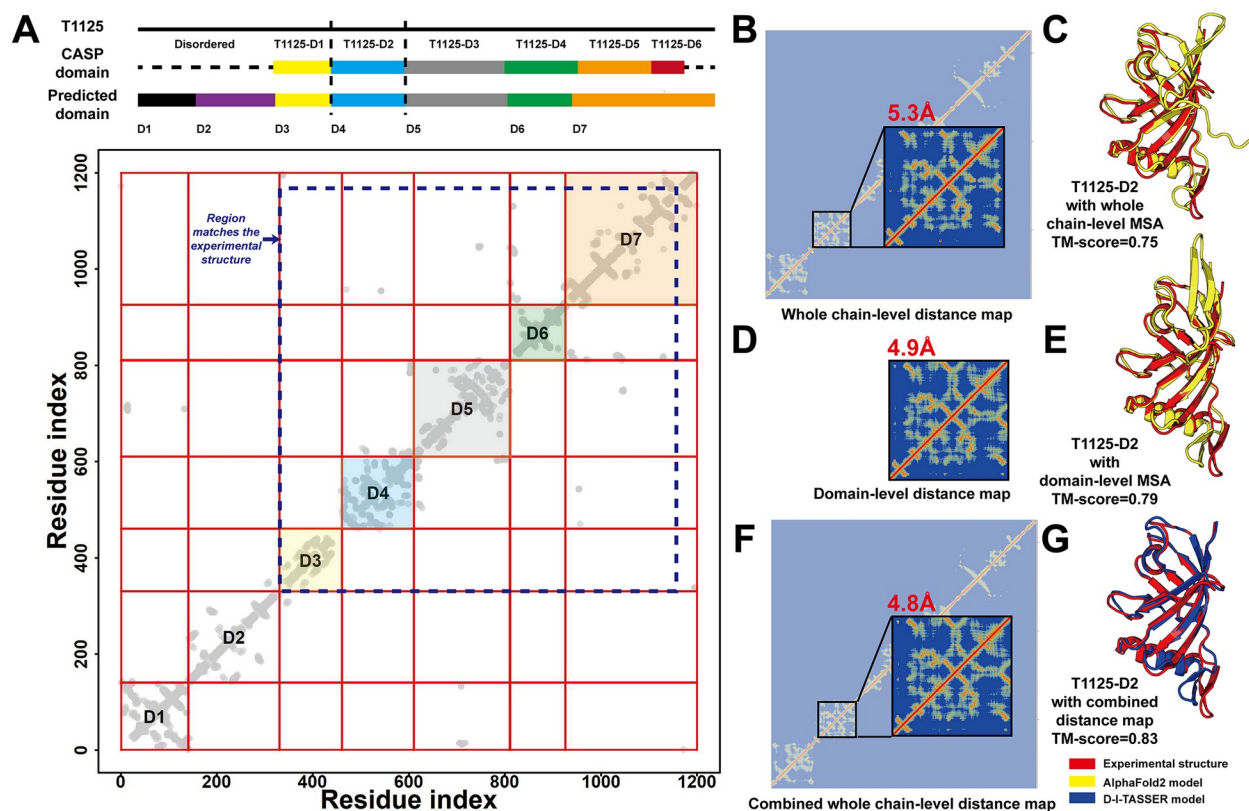 A
T1125
CASP
domain
Disordered
T1125-D1
T1125-D2
T1125-D3
T1125-D4
T1125-D5
T1125-D6
Predicted
domain
D1
D2
D3
D4
D5
D6
D7
Residue index
1200
1000
800
600
400
200
0
Region
matches the
experimental
structure
D7
D6
D5
D4
D3
D2
D1
0
200
400
600
800
1000
1200
Residue index
B
5.3Å
Whole chain-level distance map
C
T1125-D2
with whole
chain-level MSA
TM-score=0.75
D
4.9Å
Domain-level distance map
E
T1125-D2
with
domain-level MSA
TM-score=0.79
F
4.8Å
Combined whole chain-level distance map
G
T1125-D2
with combined
distance map
TM-score=0.83
Experimental structure
AlphaFold2 model
D-I-TASSER model